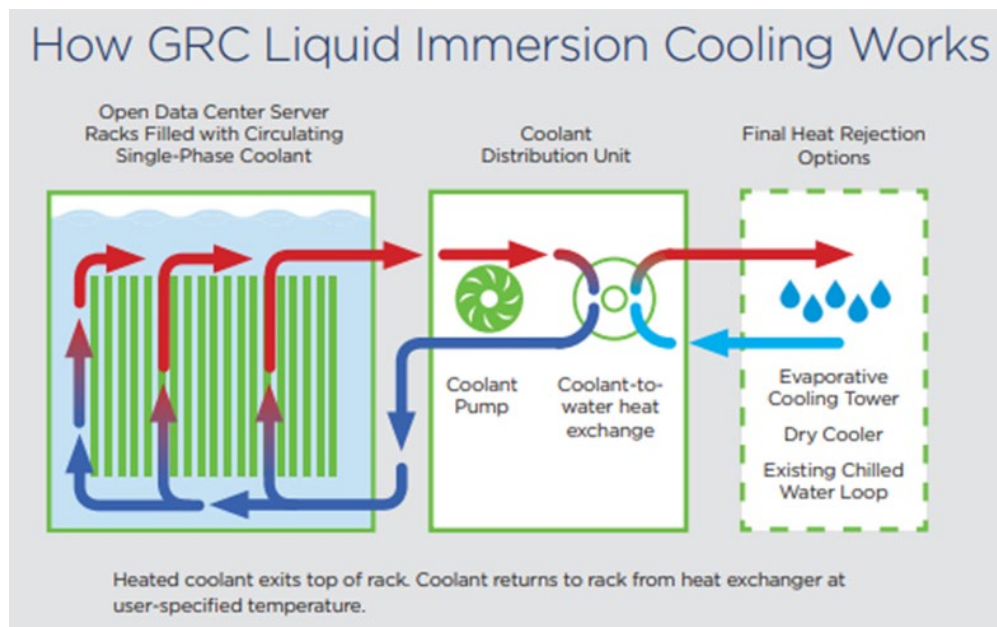 How GRC Liquid Immersion Cooling Works
Open Data Center Server
Racks Filled with Circulating
Single-Phase Coolant
Coolant
Distribution Unit
Final Heat Rejection
Options
Coolant
Pump
Coolant-to-
water heat
exchange
Evaporative
Cooling Tower
Dry Cooler
Existing Chilled
Water Loop
Heated coolant exits top of rack. Coolant returns to rack from heat exchanger at
user-specified temperature.